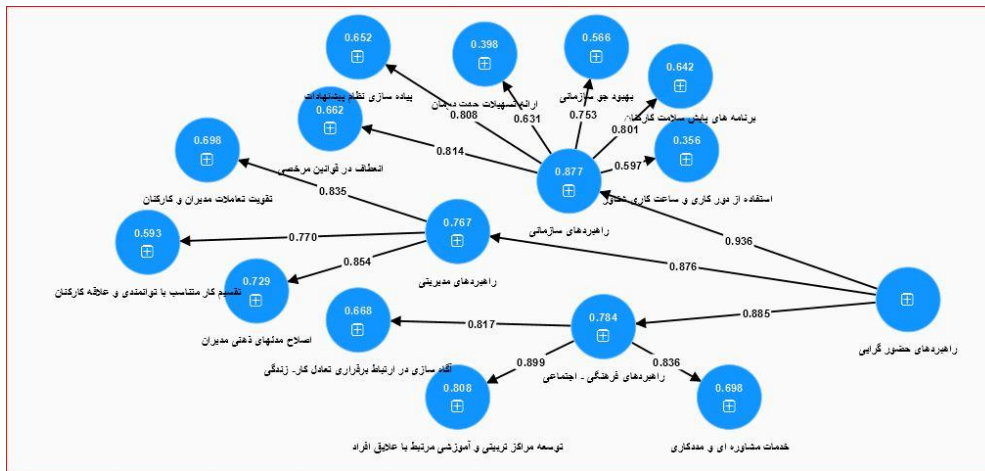 0.652
پیاده سازی نظام پیشنهادات
0.398
ارائه تسهیلات جهت درمان
0.566
بهبود جو سازمانی
0.642
برنامه های پایش سلامت کارکنان
0.662
انعطاف در قوانین مرخصی
0.808
0.631
0.753
0.801
0.356
استفاده از دور کاری و ساعت کاری شناور
0.597
0.814
0.877
راهبردهای سازمانی
0.698
تقویت تعاملات مدیران و کارکنان
0.835
0.767
راهبردهای مدیریتی
0.593
تقسیم کار متناسب با توانمندی و علاقه کارکنان
0.770
0.854
0.729
اصلاح مدلهای ذهنی مدیران
0.936
0.876
0.885
راهبردهای حضور گرایی
0.668
آگاه سازی در ارتباط برقراری تعادل کار- زندگی
0.817
0.784
راهبردهای فرهنگی - اجتماعی
0.899
0.836
0.808
توسعه مراکز تربیتی و آموزشی مرتبط با علایق افراد
0.698
خدمات مشاوره ای و مددکاری